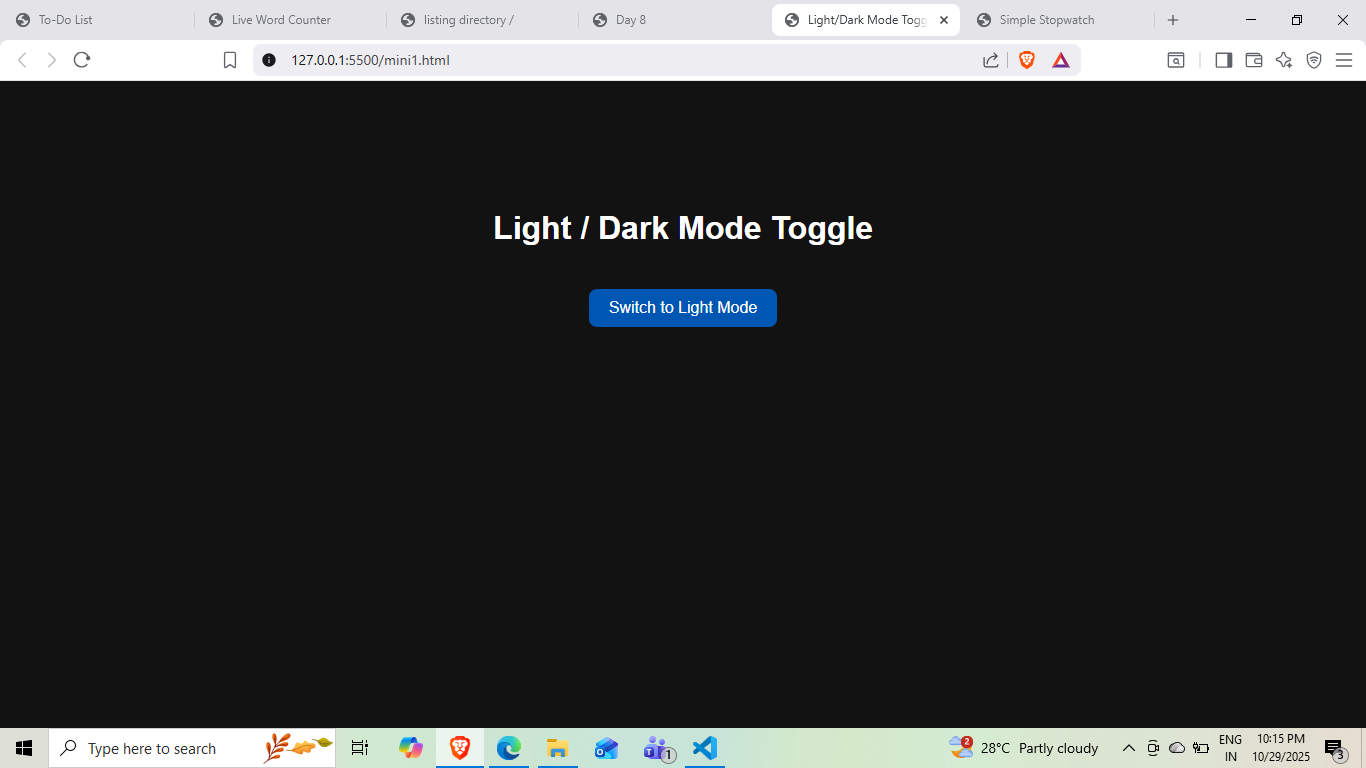 To-Do List
Live Word Counter
listing directory /
Day 8
Light/Dark Mode Togg
Simple Stopwatch
127.0.0.1:5500/mini1.html
Light / Dark Mode Toggle
Switch to Light Mode
Type here to search
1
2
28°C Partly cloudy
ENG
IN
10:15 PM
10/29/2025
3